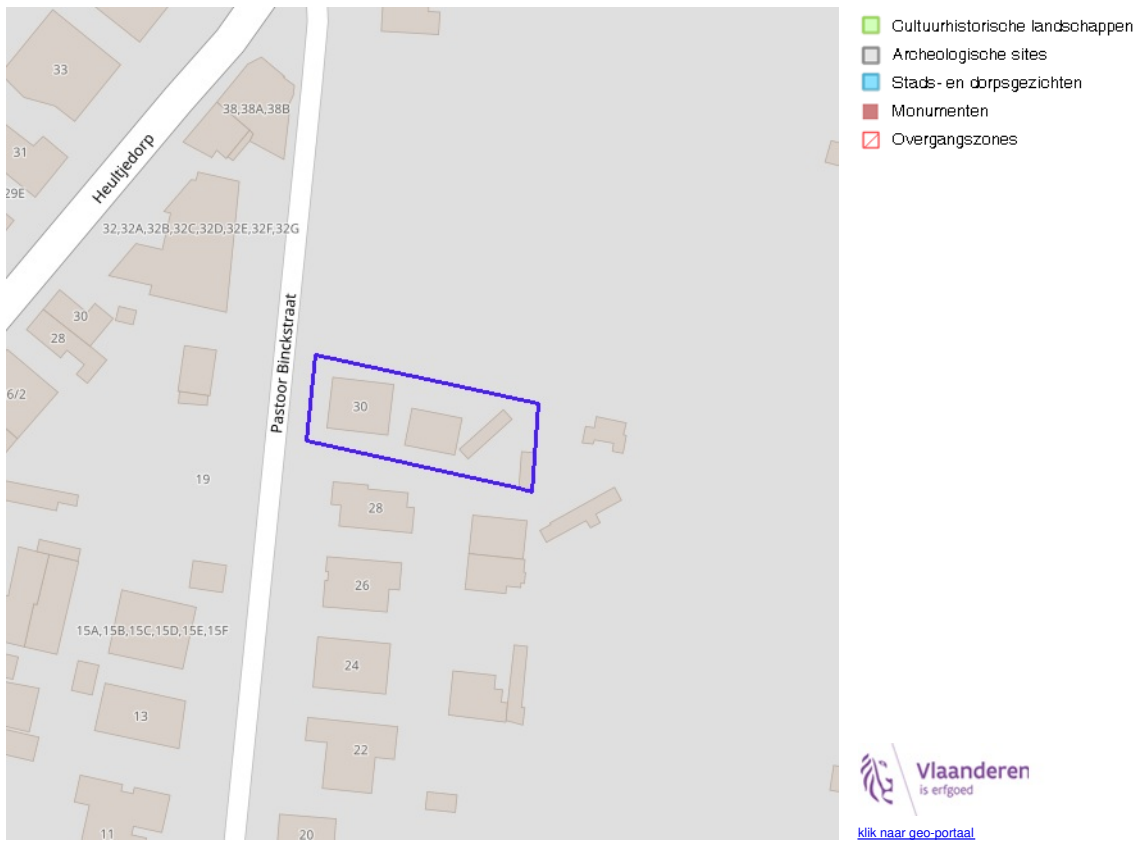 33
38,38A,38B
31
29E
Heultjedorp
32,32A,32B,32C,32D,32E,32F,32G
30
28
6/2
Pastoor Binckstraat
30
19
28
26
15A,15B,15C,15D,15E,15F
24
13
22
11
20
Cultuurhistorische landschappen
Archeologische sites
Stads- en dorpsgezichten
Monumenten
Overgangszones
Vlaanderen
is erfgoed
klik naar geo-portaal